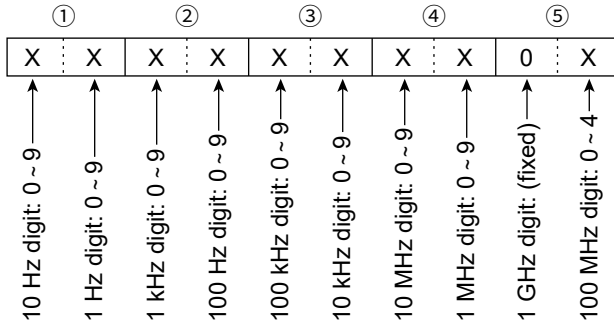 ① ② ③ ④ ⑤
X X X X X X X X 0 X
10 Hz digit: 0 ~ 9
1 Hz digit: 0 ~ 9
1 kHz digit: 0 ~ 9
100 Hz digit: 0 ~ 9
100 kHz digit: 0 ~ 9
10 kHz digit: 0 ~ 9
10 MHz digit: 0 ~ 9
1 MHz digit: 0 ~ 9
1 GHz digit: (fixed)
100 MHz digit: 0 ~ 4